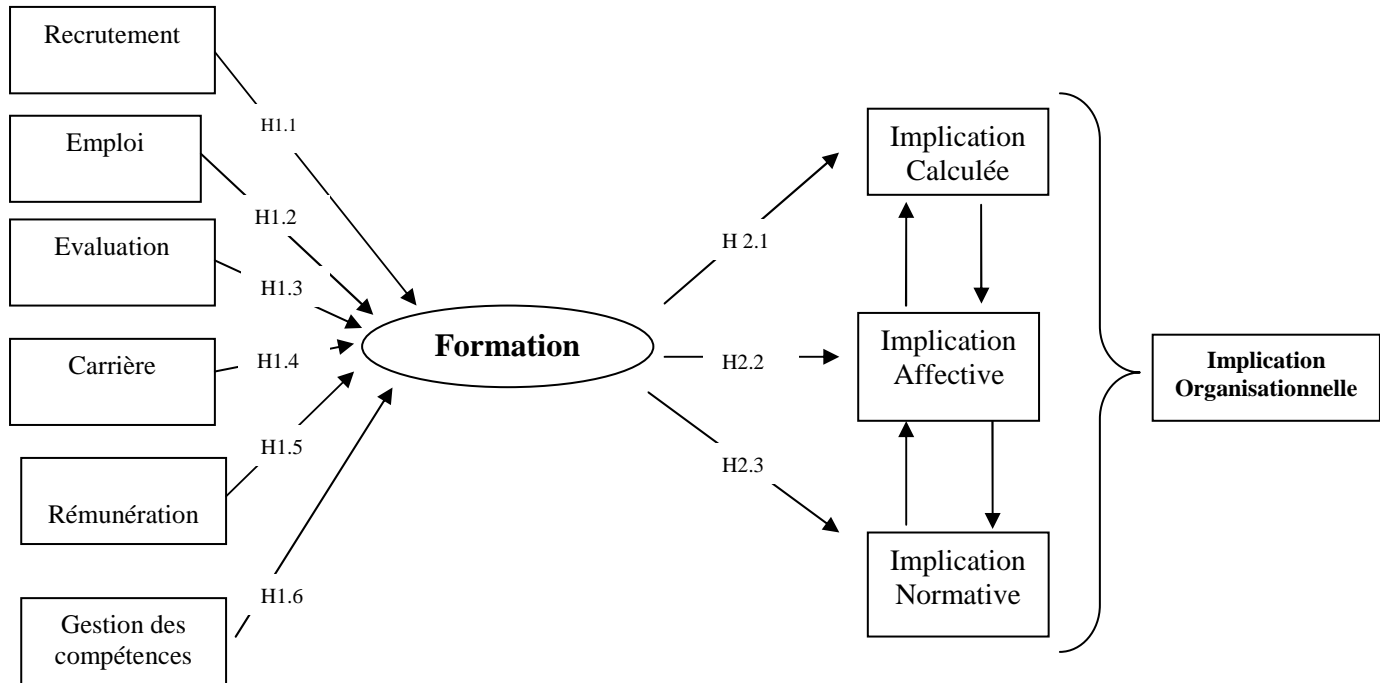 Recrutement
H1.1
Emploi
H1.2
Evaluation
H1.3
Carrière
H1.4
Rémunération
H1.5
Gestion des
compétences
H1.6
Formation
H 2.1
H2.2
H2.3
Implication
Calculée
Implication
Affective
Implication
Normative
Implication
Organisationnelle